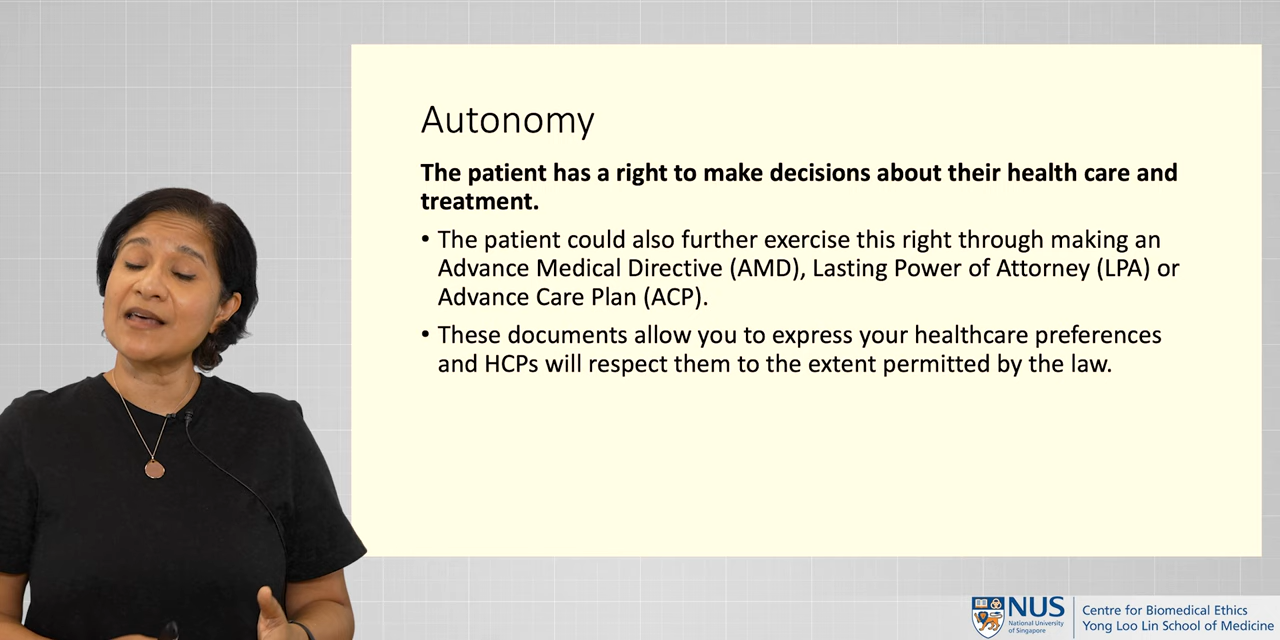 Autonomy
The patient has a right to make decisions about their health care and
treatment.
• The patient could also further exercise this right through making an
Advance Medical Directive (AMD), Lasting Power of Attorney (LPA) or
Advance Care Plan (ACP).
• These documents allow you to express your healthcare preferences
and HCPs will respect them to the extent permitted by the law.
NUS
National University
of Singapore
Centre for Biomedical Ethics
Yong Loo Lin School of Medicine